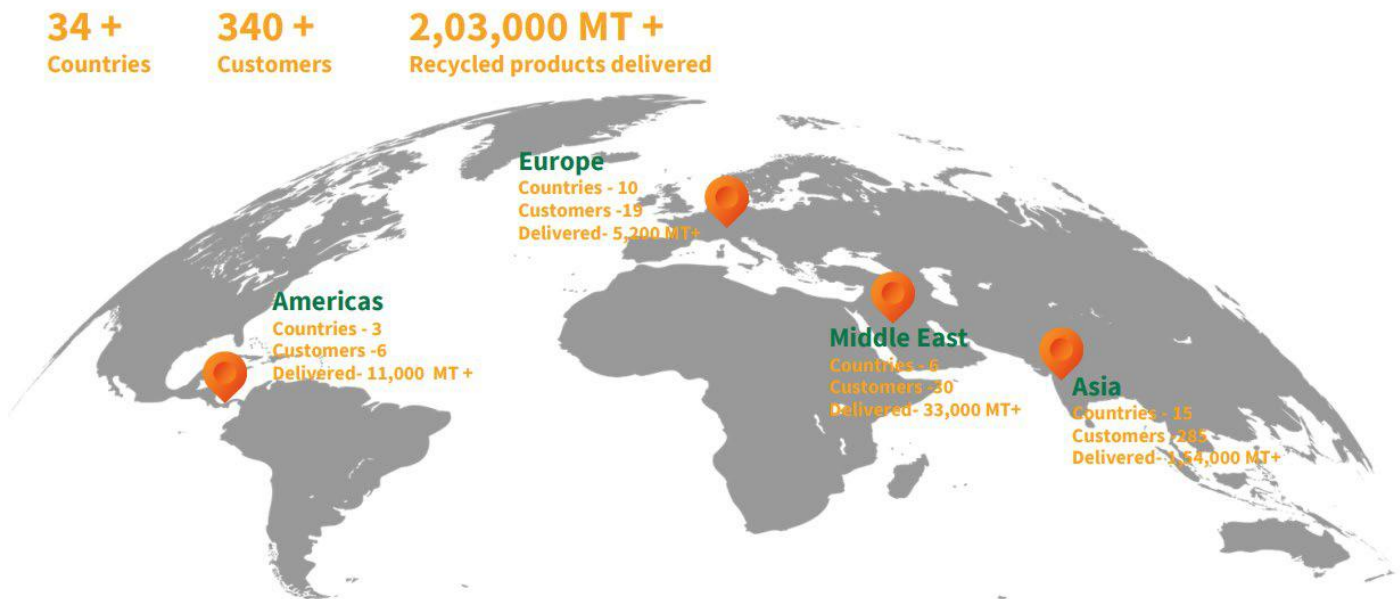 34 +
Countries
340 +
Customers
2,03,000 MT +
Recycled products delivered
Europe
Countries - 10
Customers -19
Delivered- 5,200 MT+
Americas
Countries - 3
Customers -6
Delivered- 11,000 MT +
Middle East
Countries - 6
Customers -30
Delivered- 33,000 MT+
Asia
Countries - 15
Customers -285
Delivered- 1,54,000 MT+